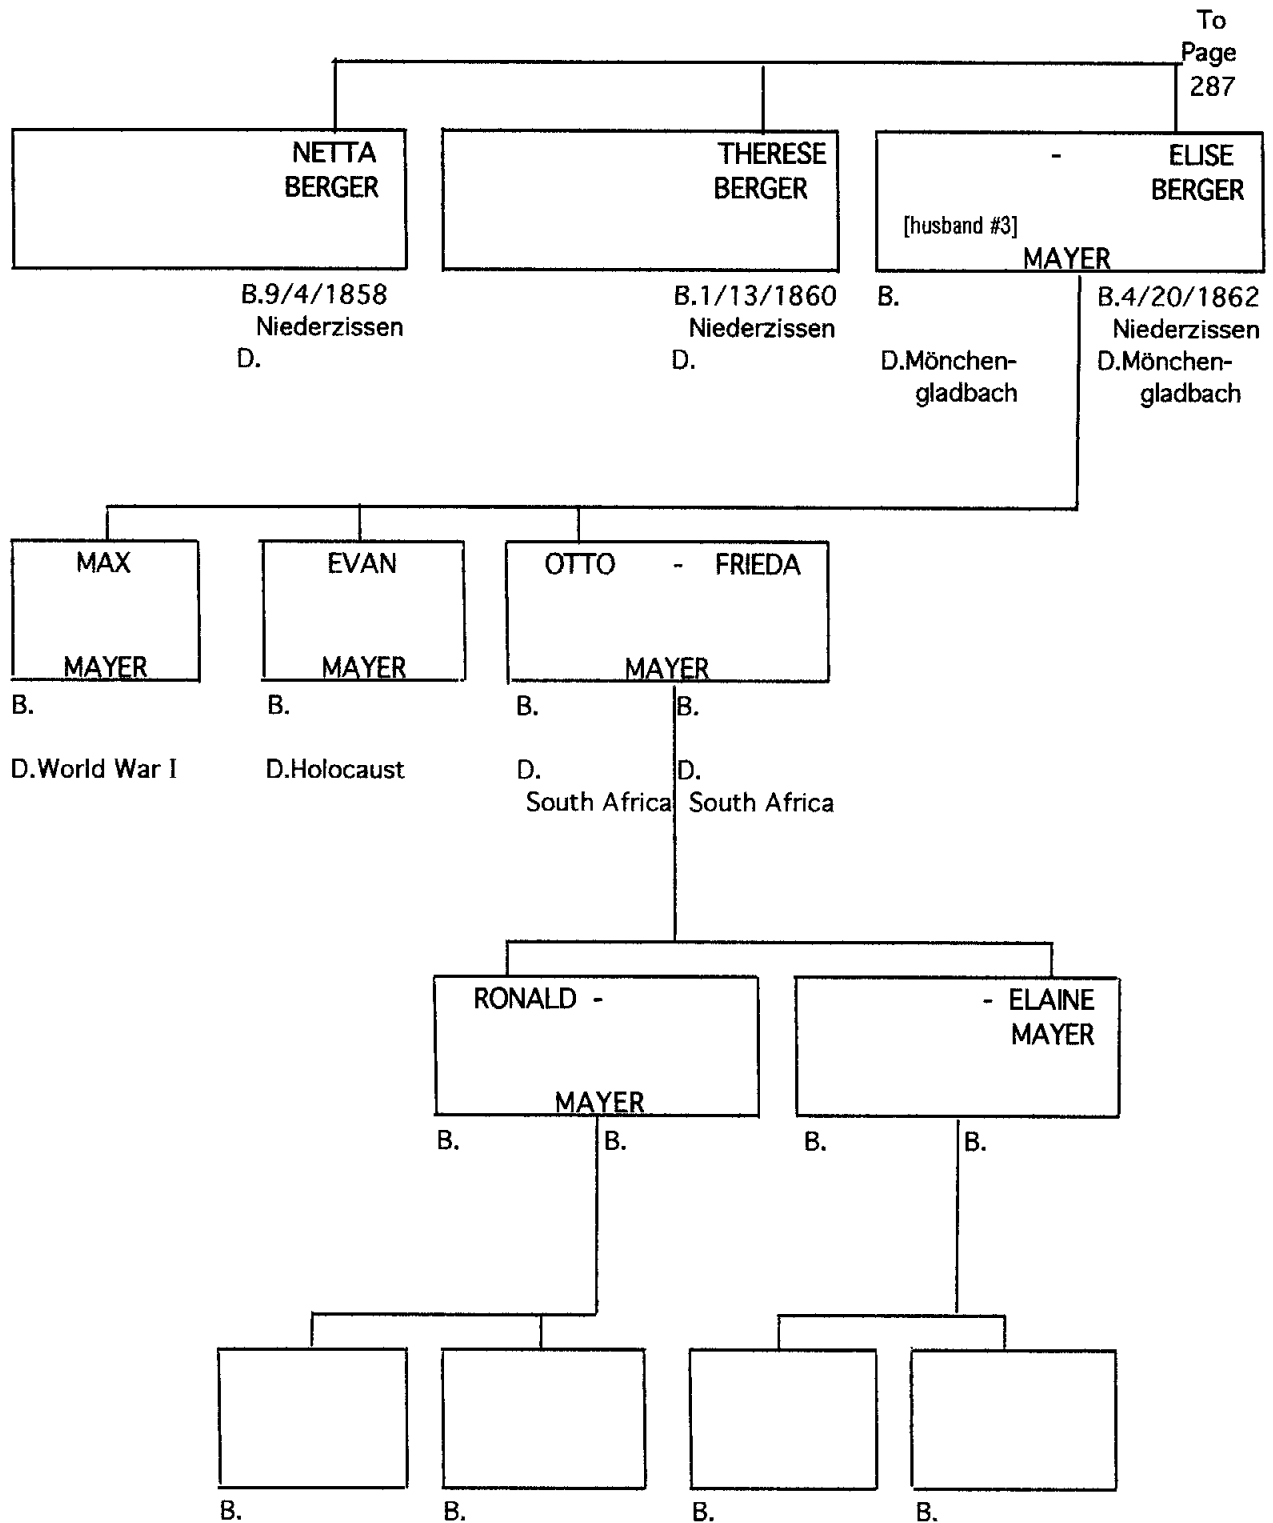 To
Page
287
NETTA
BERGER
THERESE
BERGER
- ELISE
BERGER
[husband #3]
MAYER
B.9/4/1858
Niederzissen
D.
B.1/13/1860
Niederzissen
D.
B.
D.Mönchen-
gladbach
B.4/20/1862
Niederzissen
D.Mönchen-
gladbach
MAX
MAYER
B.
D.World War I
EVAN
MAYER
B.
D.Holocaust
OTTO - FRIEDA
MAYER
B. B.
D. D.
South Africa South Africa
RONALD -
MAYER
B. B.
- ELAINE
MAYER
B. B.
B. B. B. B.